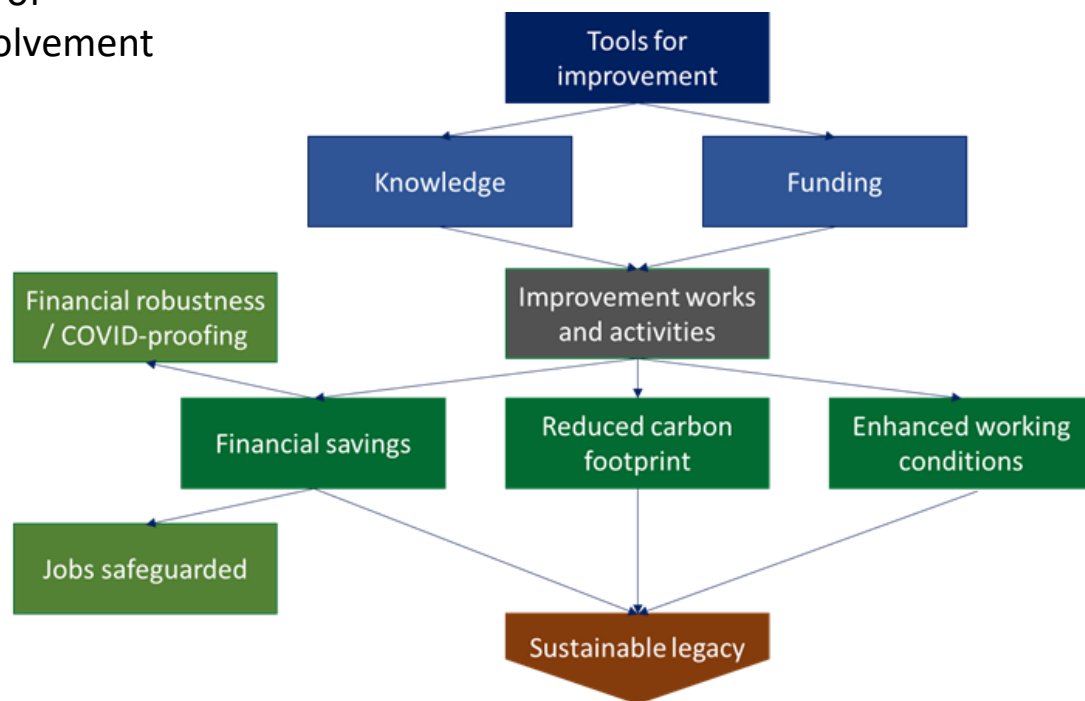 olvement
Tools for
improvement
Knowledge
Funding
Financial robustness
/ COVID-proofing
Improvement works
and activities
Financial savings
Reduced carbon
footprint
Enhanced working
conditions
Jobs safeguarded
Sustainable legacy